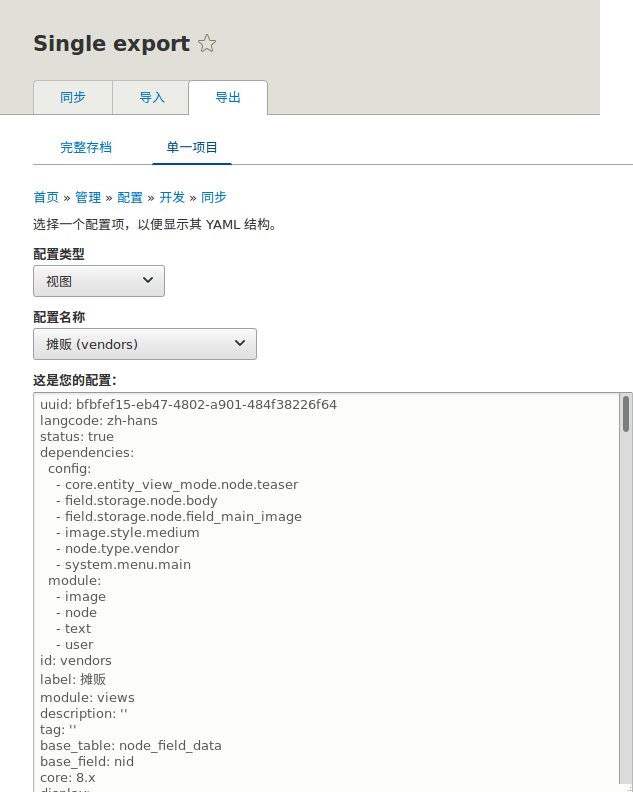 Single export
同步 导入 导出
完整存档 单一项目
首页 » 管理 » 配置 » 开发 » 同步
选择一个配置项，以便显示其 YAML 结构。
配置类型
视图
配置名称
摊贩 (vendors)
这是您的配置：
uuid: bfbfef15-eb47-4802-a901-484f38226f64
langcode: zh-hans
status: true
dependencies:
  config:
    - core.entity_view_mode.node.teaser
    - field.storage.node.body
    - field.storage.node.field_main_image
    - image.style.medium
    - node.type.vendor
    - system.menu.main
  module:
    - image
    - node
    - text
    - user
id: vendors
label: 摊贩
module: views
description: ''
tag: ''
base_table: node_field_data
base_field: nid
core: 8.x
display: